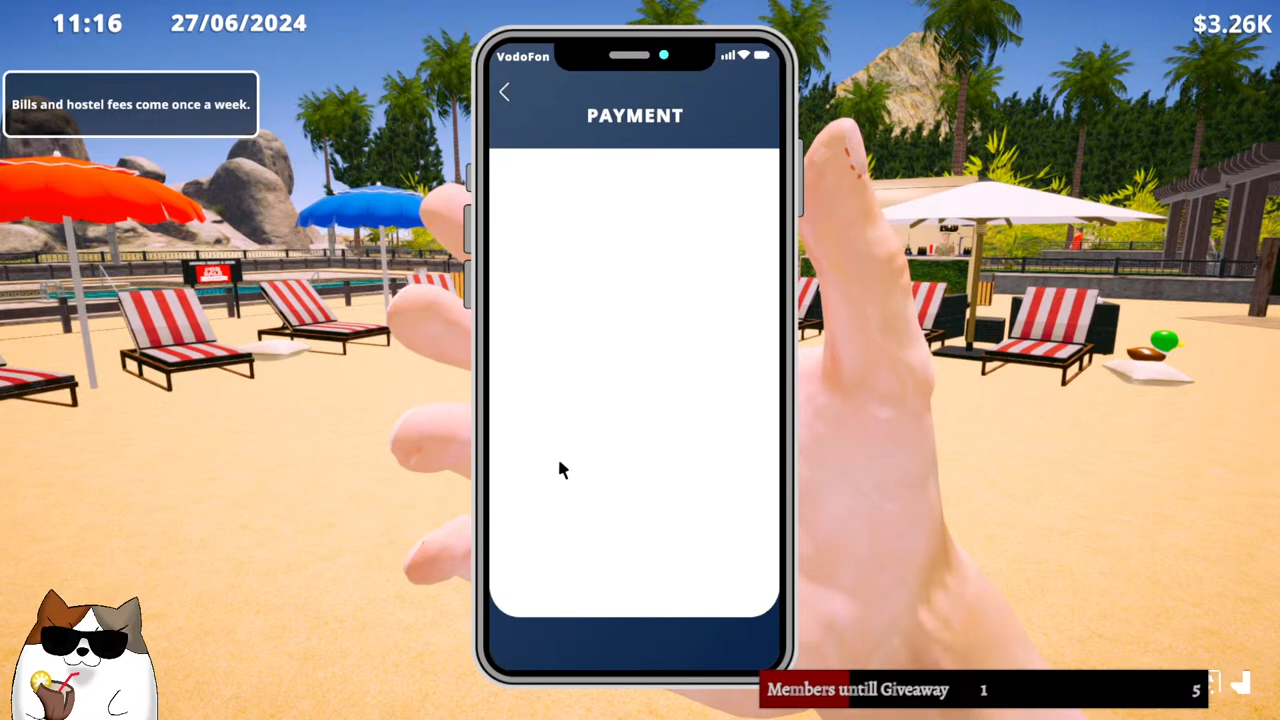 11:16 27/06/2024
$3.26K
VodoFon
Bills and hostel fees come once a week.
PAYMENT
Members untill Giveaway 1 5